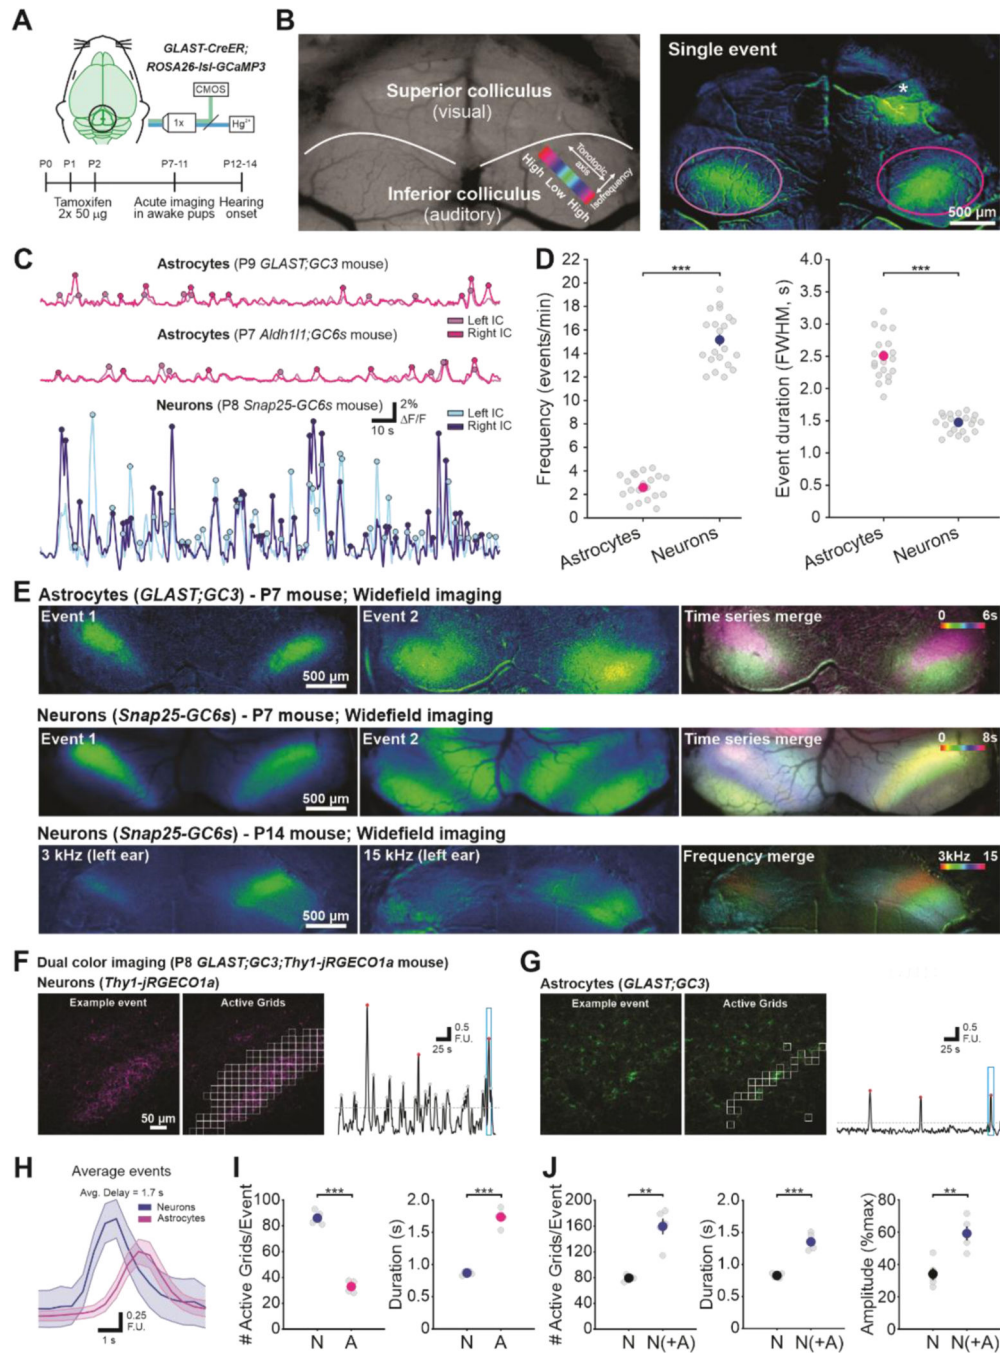 A
GLAST-CreER;
ROSA26-lsl-GCaMP3
CMOS
1x
Hg²⁺
P0 P1 P2 P7-11 P12-14
Tamoxifen
2x 50 µg
Acute imaging
in awake pups
Hearing
onset
B
Superior colliculus
(visual)
Inferior colliculus
(auditory)
High
Low
High
Tonotopic
axis
Isofrequency
Single event
*
500 µm
C
Astrocytes (P9 GLAST;GC3 mouse)
Left IC
Right IC
Astrocytes (P7 Aldh1l1;GC6s mouse)
Neurons (P8 Snap25-GC6s mouse)
2%
ΔF/F
10 s
Left IC
Right IC
D
Frequency (events/min)
22
20
18
16
14
12
10
8
6
4
2
0
***
Astrocytes
Neurons
Event duration (FWHM, s)
4.0
3.5
3.0
2.5
2.0
1.5
1.0
0.5
0
***
Astrocytes
Neurons
E
Astrocytes (GLAST;GC3) - P7 mouse; Widefield imaging
Event 1
500 µm
Event 2
Time series merge
0 6s
Neurons (Snap25-GC6s) - P7 mouse; Widefield imaging
Event 1
500 µm
Event 2
Time series merge
0 8s
Neurons (Snap25-GC6s) - P14 mouse; Widefield imaging
3 kHz (left ear)
500 µm
15 kHz (left ear)
Frequency merge
3kHz 15
F
Dual color imaging (P8 GLAST;GC3;Thy1-jRGECO1a mouse)
Neurons (Thy1-jRGECO1a)
Example event
50 µm
Active Grids
0.5
F.U.
25 s
G
Astrocytes (GLAST;GC3)
Example event
Active Grids
0.5
F.U.
25 s
H
Average events
Avg. Delay = 1.7 s
Neurons
Astrocytes
0.25
F.U.
1 s
I
# Active Grids/Event
100
80
60
40
20
0
***
N A
Duration (s)
2.0
1.5
1.0
0.5
0
***
N A
J
# Active Grids/Event
200
160
120
80
40
0
**
N N(+A)
Duration (s)
2.0
1.5
1.0
0.5
0
***
N N(+A)
Amplitude (%max)
80
60
40
20
0
**
N N(+A)